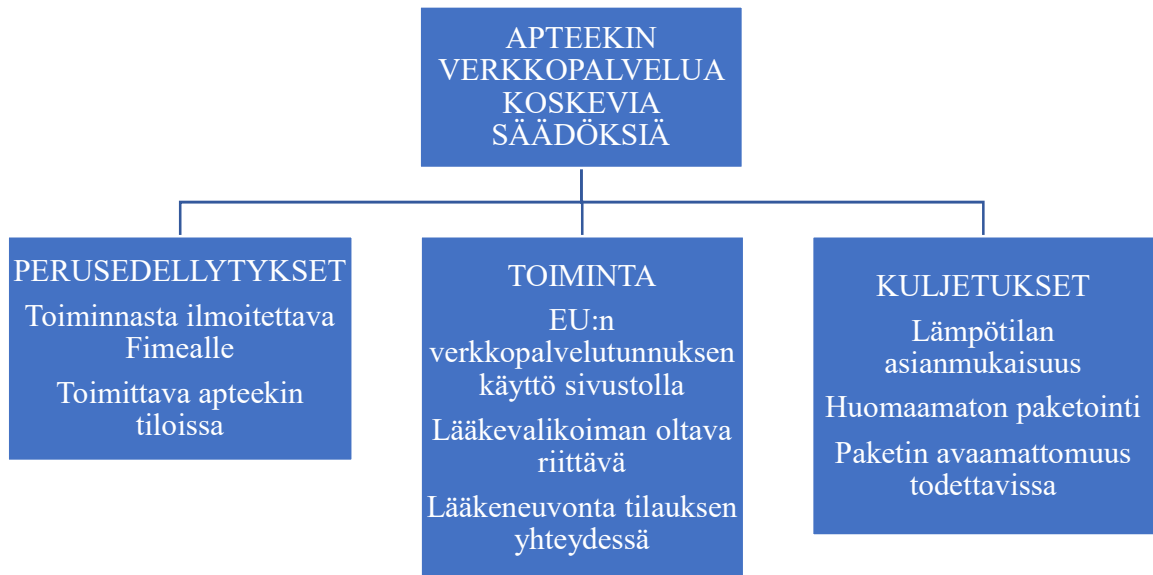 APTEEKIN
VERKKOPALVELUA
KOSKEVIA
SÄÄDÖKSIÄ
PERUSEDELLYTYKSET
Toiminnasta ilmoitettava
Fimealle
Toimittava apteekin
tiloissa
TOIMINTA
EU:n
verkkopalvelutunnuksen
käyttö sivustolla
Lääkevalikoiman oltava
riittävä
Lääkeneuvonta tilauksen
yhteydessä
KULJETUKSET
Lämpötilan
asianmukaisuus
Huomaamaton paketointi
Paketin avaamattomuus
todettavissa